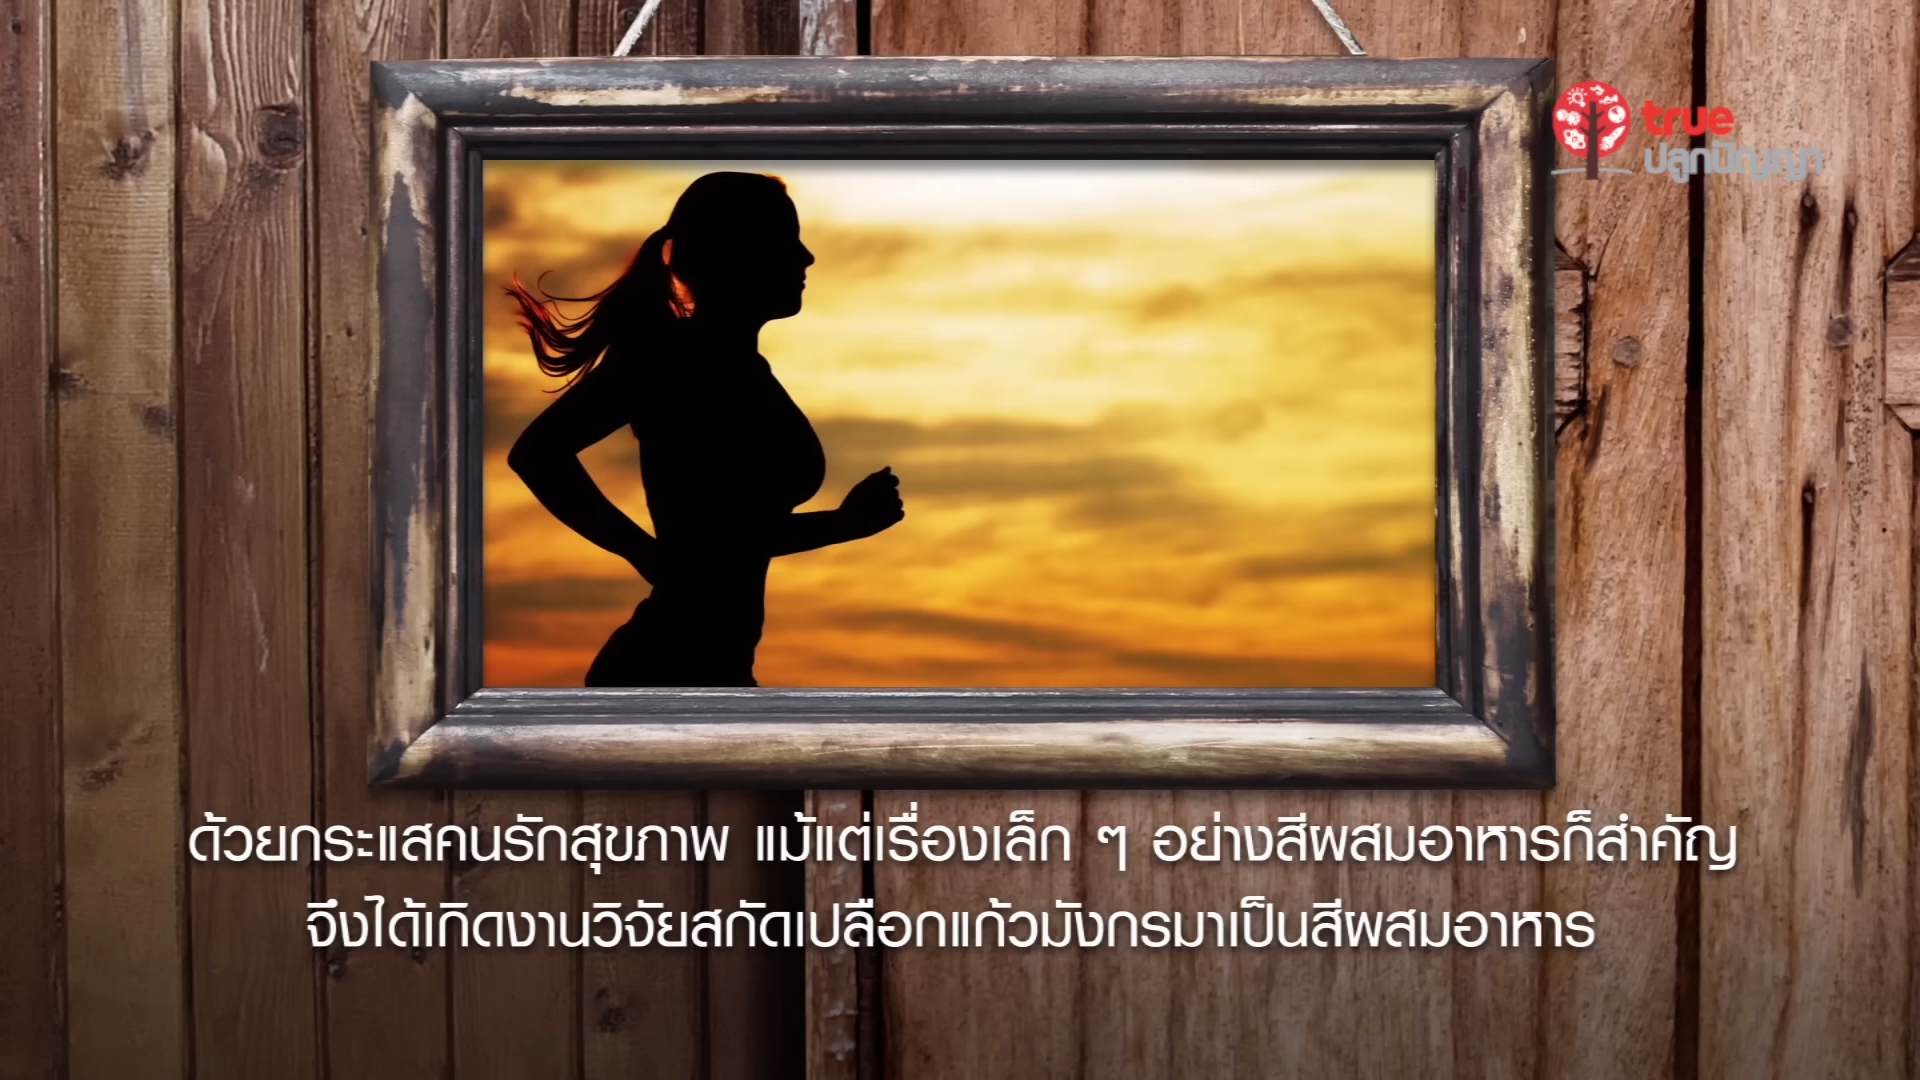 true
ปลูกปัญญา
ด้วยกระแสคนรักสุขภาพ แม้แต่เรื่องเล็ก ๆ อย่างสีผสมอาหารก็สำคัญ
จึงได้เกิดงานวิจัยสกัดเปลือกแก้วมังกรมาเป็นสีผสมอาหาร